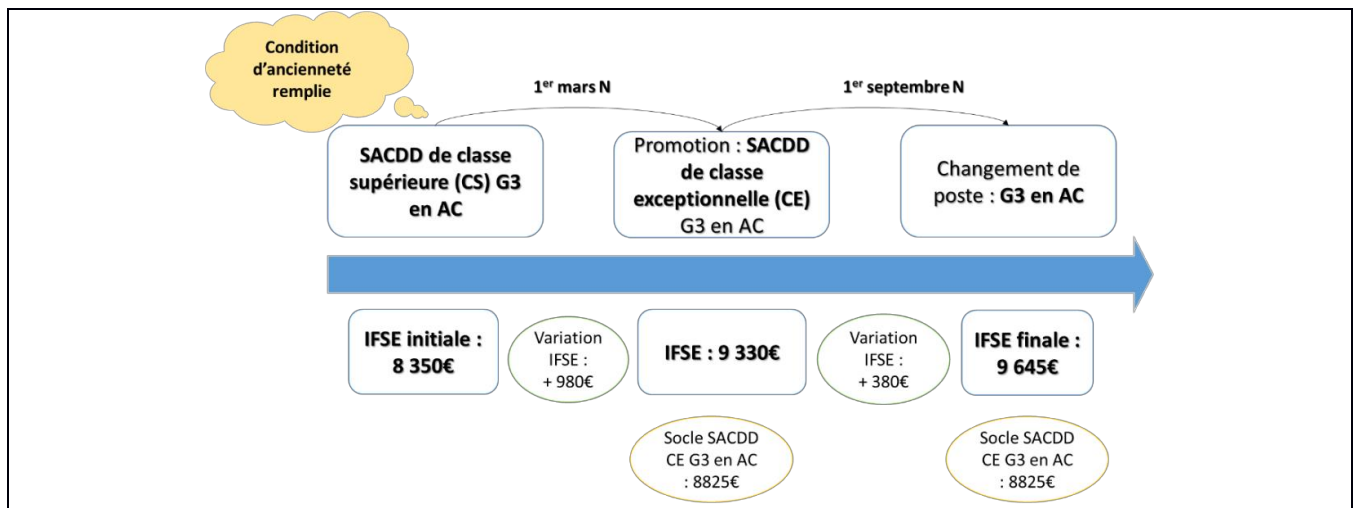 Condition
d'ancienneté
remplie
1er mars N
1er septembre N
SACDD de classe
supérieure (CS) G3
en AC
Promotion : SACDD
de classe
exceptionnelle (CE)
G3 en AC
Changement de
poste : G3 en AC
IFSE initiale :
8 350€
Variation
IFSE :
+ 980€
IFSE : 9 330€
Variation
IFSE :
+ 380€
IFSE finale :
9 645€
Socle SACDD
CE G3 en AC
: 8825€
Socle SACDD
CE G3 en AC
: 8825€